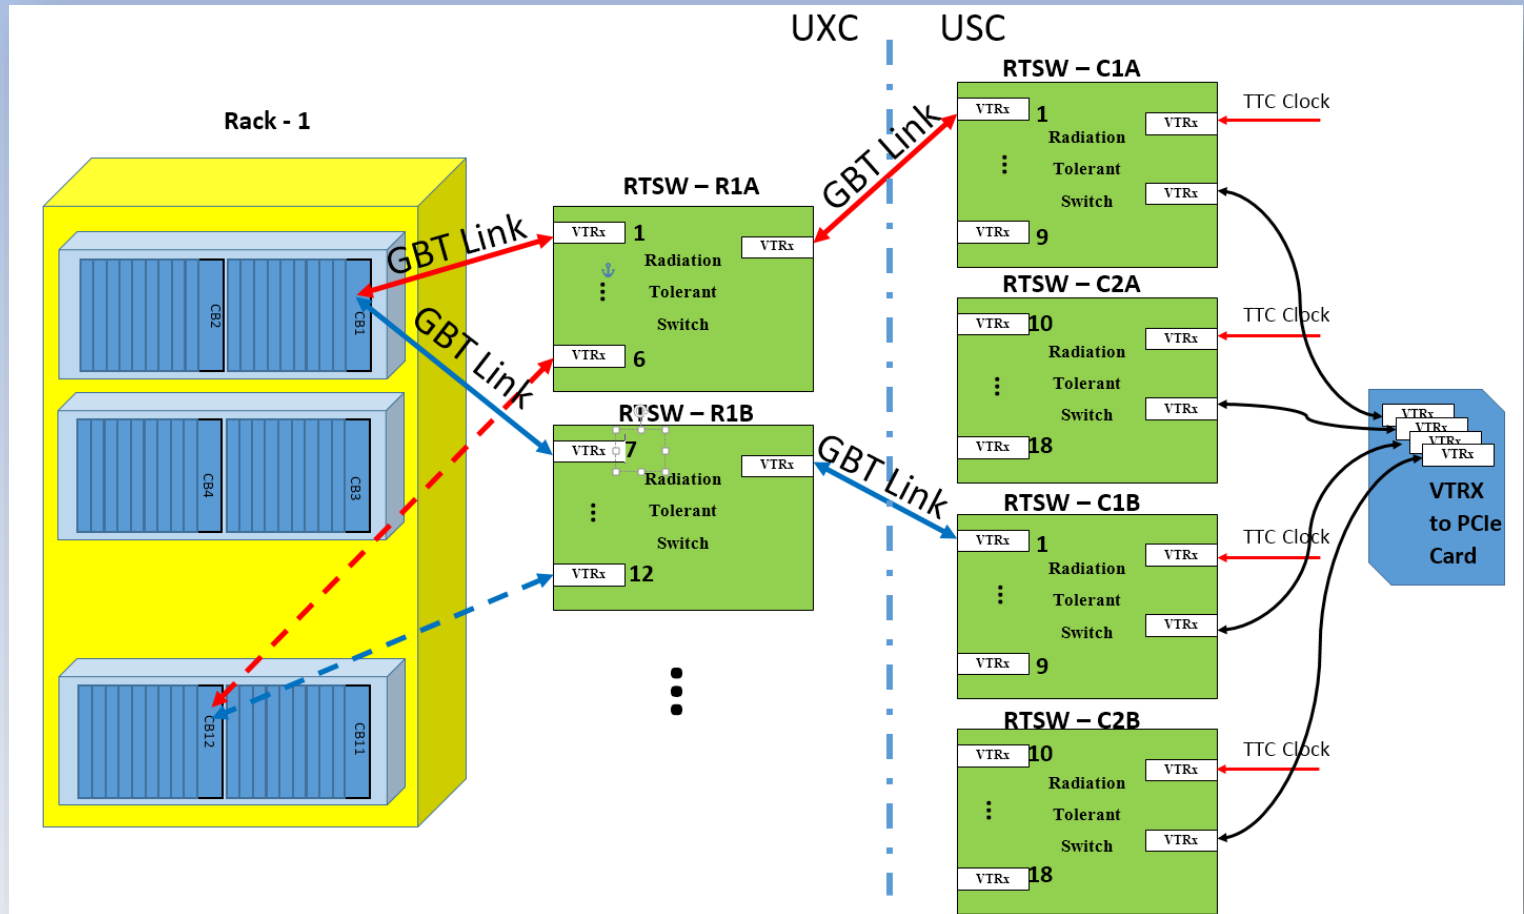 UXC
USC
Rack - 1
CB2
CB1
CB4
CB3
CB12
CB11
GBT Link
GBT Link
RTSW – R1A
VTRx
1
VTRx
Radiation
Tolerant
Switch
VTRx
6
RTSW – R1B
VTRx
7
VTRx
Radiation
Tolerant
Switch
VTRx
12
GBT Link
GBT Link
RTSW – C1A
VTRx
1
VTRx
TTC Clock
Radiation
Tolerant
Switch
VTRx
VTRx
9
RTSW – C2A
VTRx
10
VTRx
TTC Clock
Radiation
Tolerant
Switch
VTRx
VTRx
18
RTSW – C1B
VTRx
1
VTRx
TTC Clock
Radiation
Tolerant
Switch
VTRx
VTRx
9
RTSW – C2B
VTRx
10
VTRx
TTC Clock
Radiation
Tolerant
Switch
VTRx
VTRx
18
VTRx
VTRx
VTRx
VTRx
VTRX
to PCIe
Card